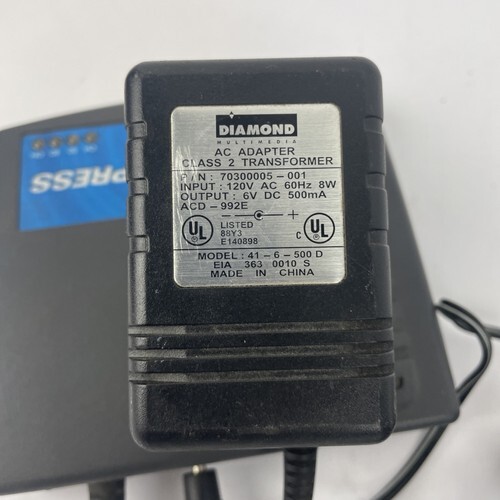 DIAMOND
MULTIMEDIA
AC ADAPTER
CLASS 2 TRANSFORMER
P/N: 70300005-001
INPUT: 120V AC 60Hz 8W
OUTPUT: 6V DC 500mA
ACD-992E
- +
UL LISTED C UL
88Y3
E140898
MODEL: 41-6-500 D
EIA 363 0010 S
MADE IN CHINA
PRESS